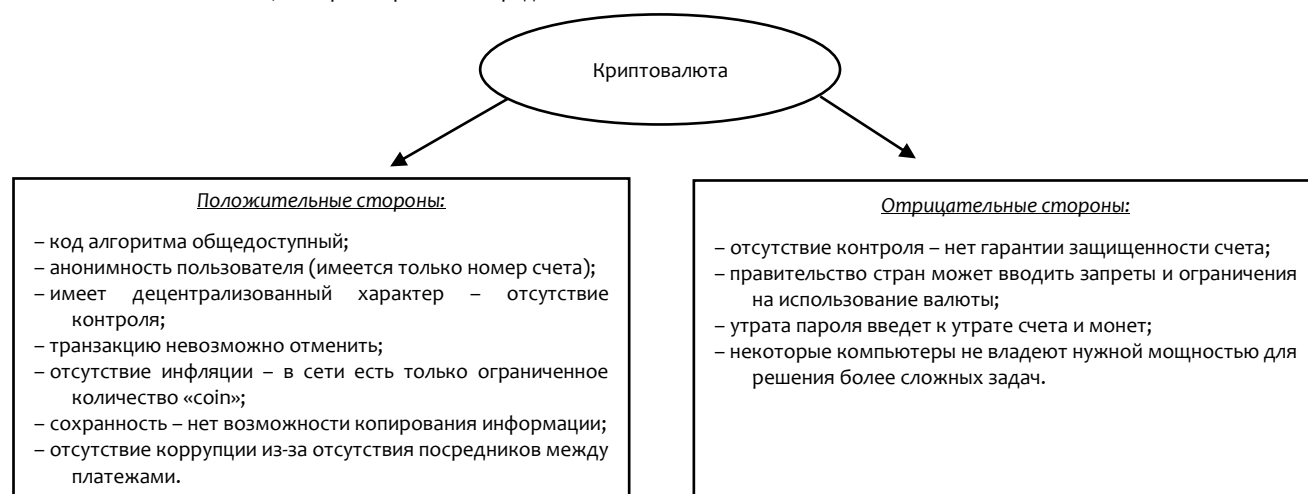 Криптовалюта
Положительные стороны:
– код алгоритма общедоступный;
– анонимность пользователя (имеется только номер счета);
– имеет децентрализованный характер – отсутствие
контроля;
– транзакцию невозможно отменить;
– отсутствие инфляции – в сети есть только ограниченное
количество «coin»;
– сохранность – нет возможности копирования информации;
– отсутствие коррупции из-за отсутствия посредников между
платежами.
Отрицательные стороны:
– отсутствие контроля – нет гарантии защищенности счета;
– правительство стран может вводить запреты и ограничения
на использование валюты;
– утрата пароля введет к утрате счета и монет;
– некоторые компьютеры не владеют нужной мощностью для
решения более сложных задач.